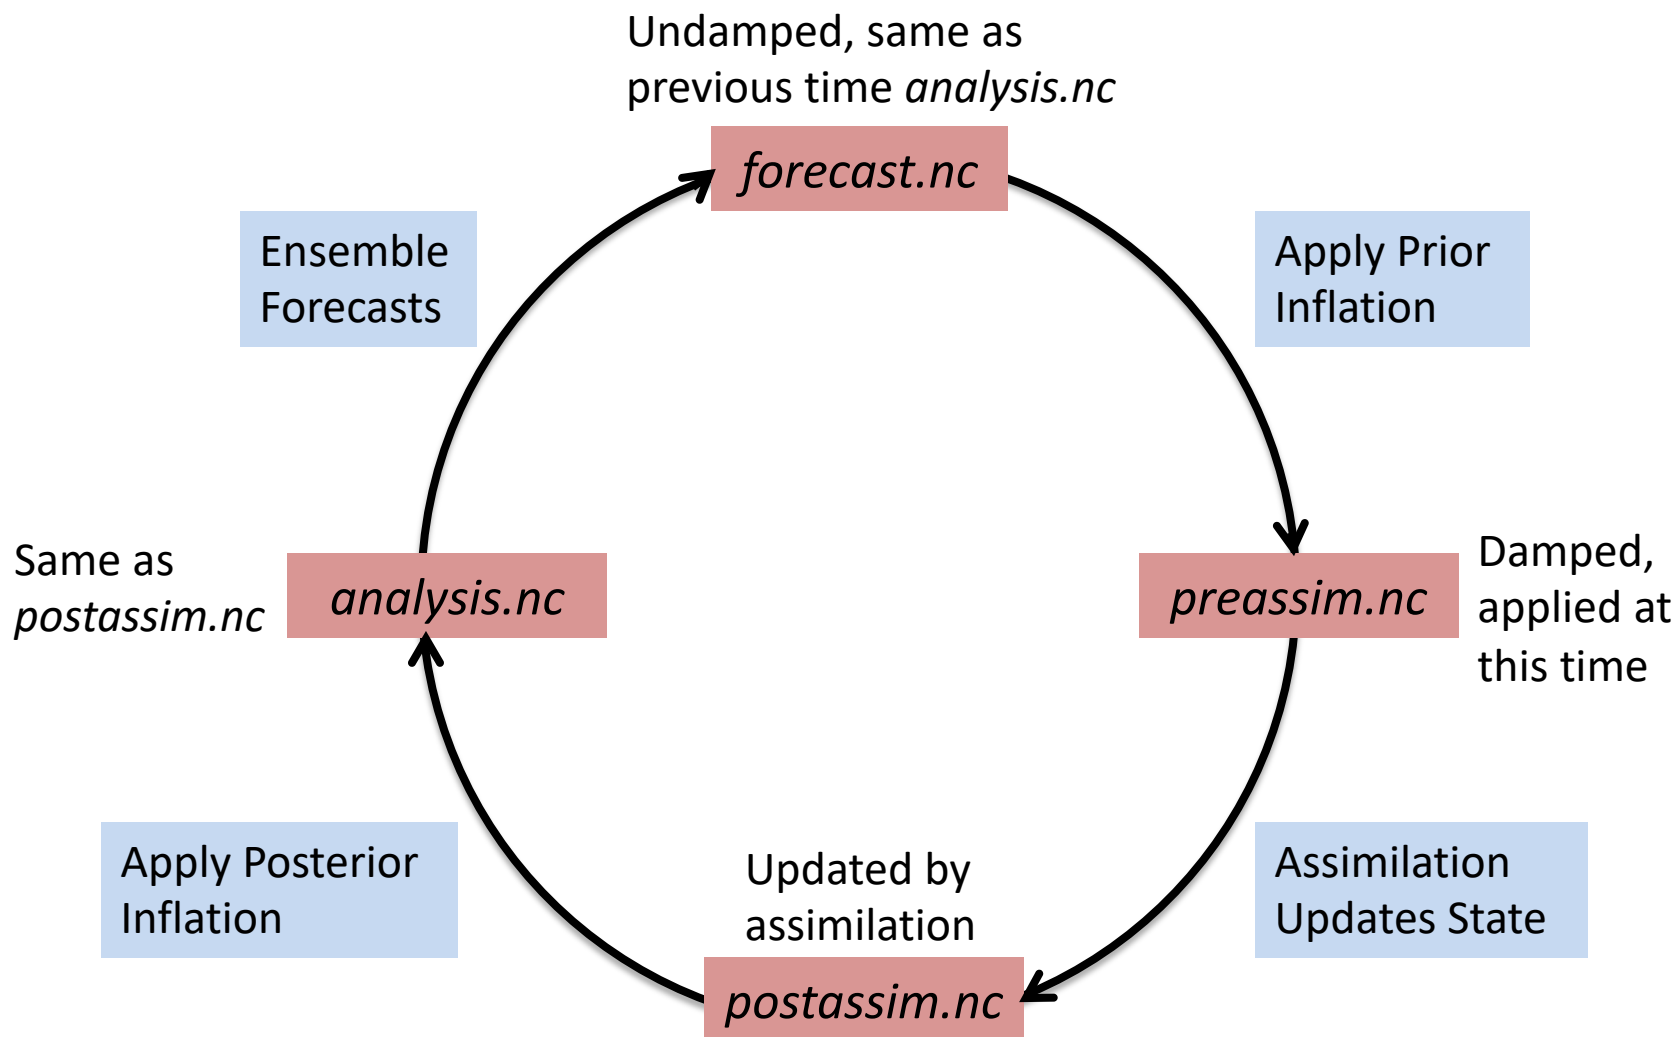 Undamped, same as
previous time analysis.nc
forecast.nc
Ensemble
Forecasts
Apply Prior
Inflation
Same as
postassim.nc
analysis.nc
preassim.nc
Damped,
applied at
this time
Apply Posterior
Inflation
Updated by
assimilation
Assimilation
Updates State
postassim.nc